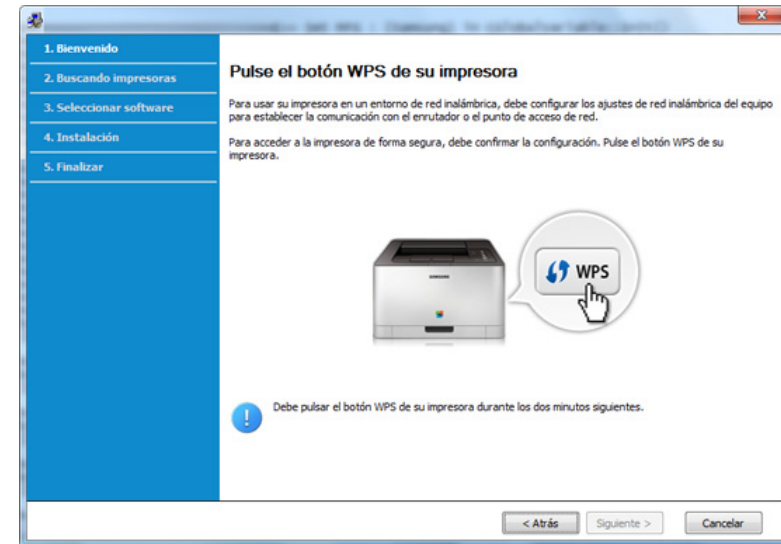 1. Bienvenido
2. Buscando impresoras
3. Seleccionar software
4. Instalación
5. Finalizar
Pulse el botón WPS de su impresora
Para usar su impresora en un entorno de red inalámbrica, debe configurar los ajustes de red inalámbrica del equipo
para establecer la comunicación con el enrutador o el punto de acceso de red.
Para acceder a la impresora de forma segura, debe confirmar la configuración. Pulse el botón WPS de su
impresora.
SAMSUNG
WPS
Debe pulsar el botón WPS de su impresora durante los dos minutos siguientes.
< Atrás
Siguiente >
Cancelar